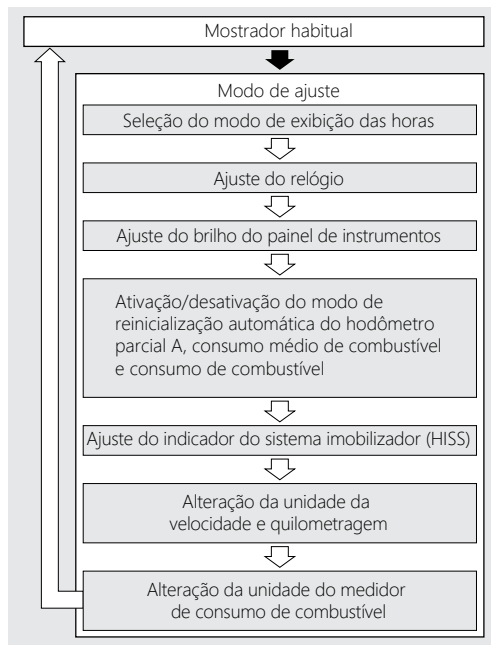 Mostrador habitual
Modo de ajuste
Seleção do modo de exibição das horas
Ajuste do relógio
Ajuste do brilho do painel de instrumentos
Ativação/desativação do modo de
reinicialização automática do hodômetro
parcial A, consumo médio de combustível
e consumo de combustível
Ajuste do indicador do sistema imobilizador (HISS)
Alteração da unidade da
velocidade e quilometragem
Alteração da unidade do medidor
de consumo de combustível